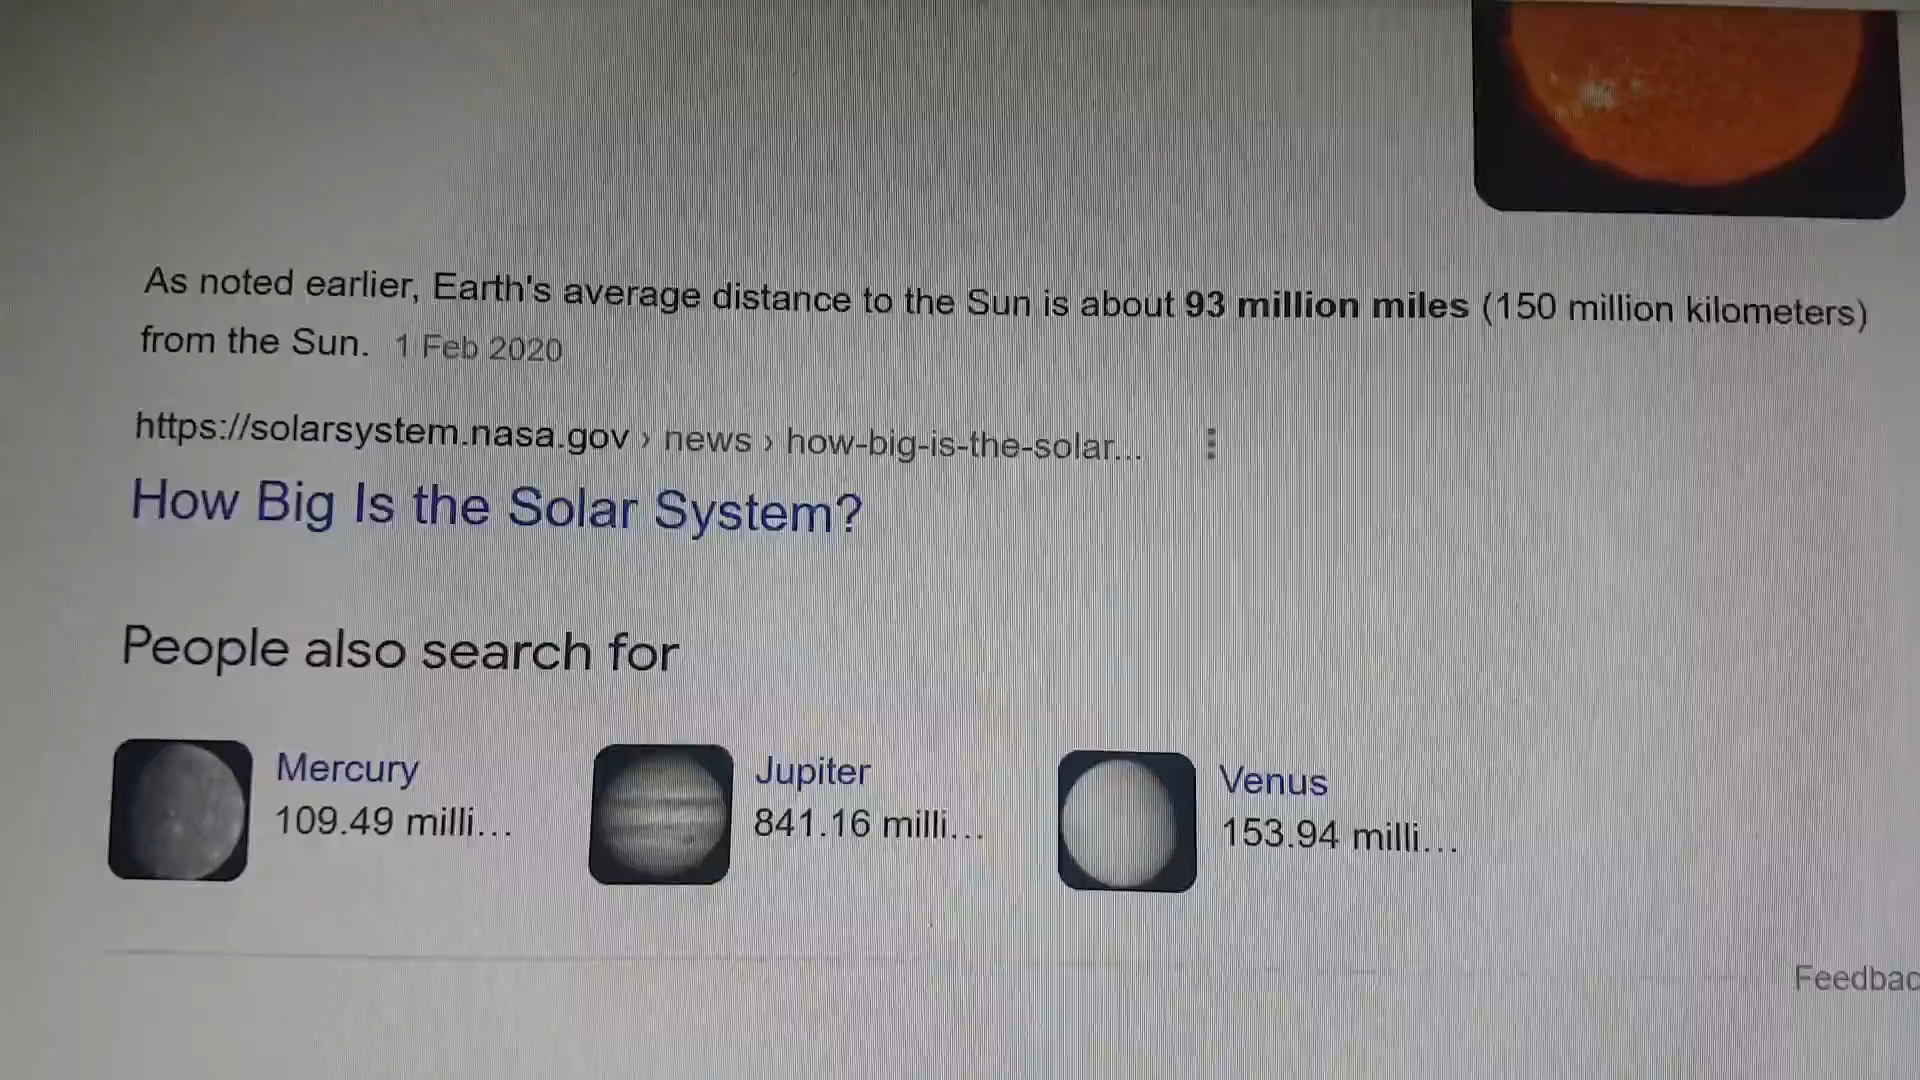 As noted earlier, Earth's average distance to the Sun is about 93 million miles (150 million kilometers)
from the Sun. 1 Feb 2020
https://solarsystem.nasa.gov › news › how-big-is-the-solar...
How Big Is the Solar System?
People also search for
Mercury
109.49 milli...
Jupiter
841.16 milli...
Venus
153.94 milli...
Feedbac